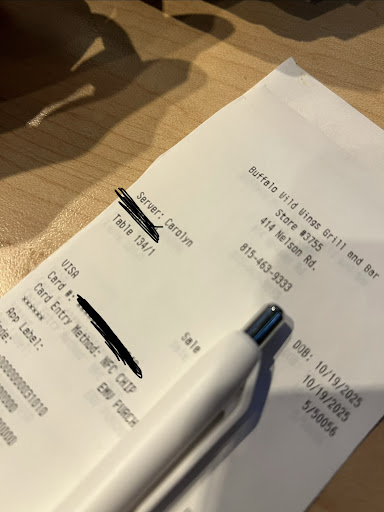 Buffalo Wild Wings Grill and Bar
Store #3755
414 Nelson Rd.
815-463-9333
Server: Carolyn
Table 134/1
DOB: 10/19/2025
10/19/2025
5/50056
Sale
VISA
Card #:
Card Entry Method: NFC CHIP
EMV PURCH
App Label: